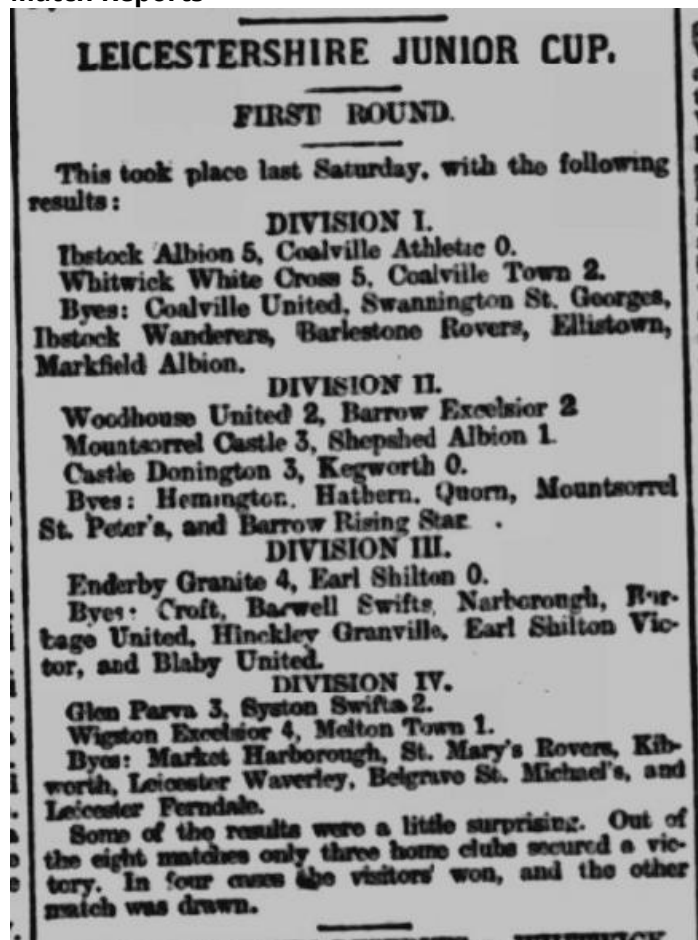 Match Reports
LEICESTERSHIRE JUNIOR CUP.
FIRST ROUND.
This took place last Saturday, with the following
results:
DIVISION I.
Ibstock Albion 5, Coalville Athletic 0.
Whitwick White Cross 5, Coalville Town 2.
Byes: Coalville United, Swannington St. Georges,
Ibstock Wanderers, Barlestone Rovers, Ellistown,
Markfield Albion.
DIVISION II.
Woodhouse United 2, Barrow Excelsior 2
Mountsorrel Castle 3, Shepshed Albion 1.
Castle Donington 3, Kegworth 0.
Byes: Hemington, Hathern, Quorn, Mountsorrel
St. Peter's, and Barrow Rising Star.
DIVISION III.
Enderby Granite 4, Earl Shilton 0.
Byes: Croft, Barwell Swifts, Narborough, Bur-
bage United, Hinckley Granville, Earl Shilton Vic-
tor, and Blaby United.
DIVISION IV.
Glen Parva 3, Syston Swifts 2.
Wigston Excelsior 4, Melton Town 1.
Byes: Market Harborough, St. Mary's Rovers, Kib-
worth, Leicester Waverley, Belgrave St. Michael's, and
Leicester Ferndale.
Some of the results were a little surprising. Out of
the eight matches only three home clubs secured a vic-
tory. In four cases the visitors' won, and the other
match was drawn.